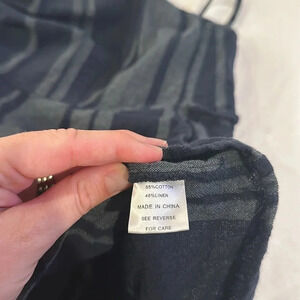 55%COTTON
45%LINEN
MADE IN CHINA
SEE REVERSE
FOR CARE